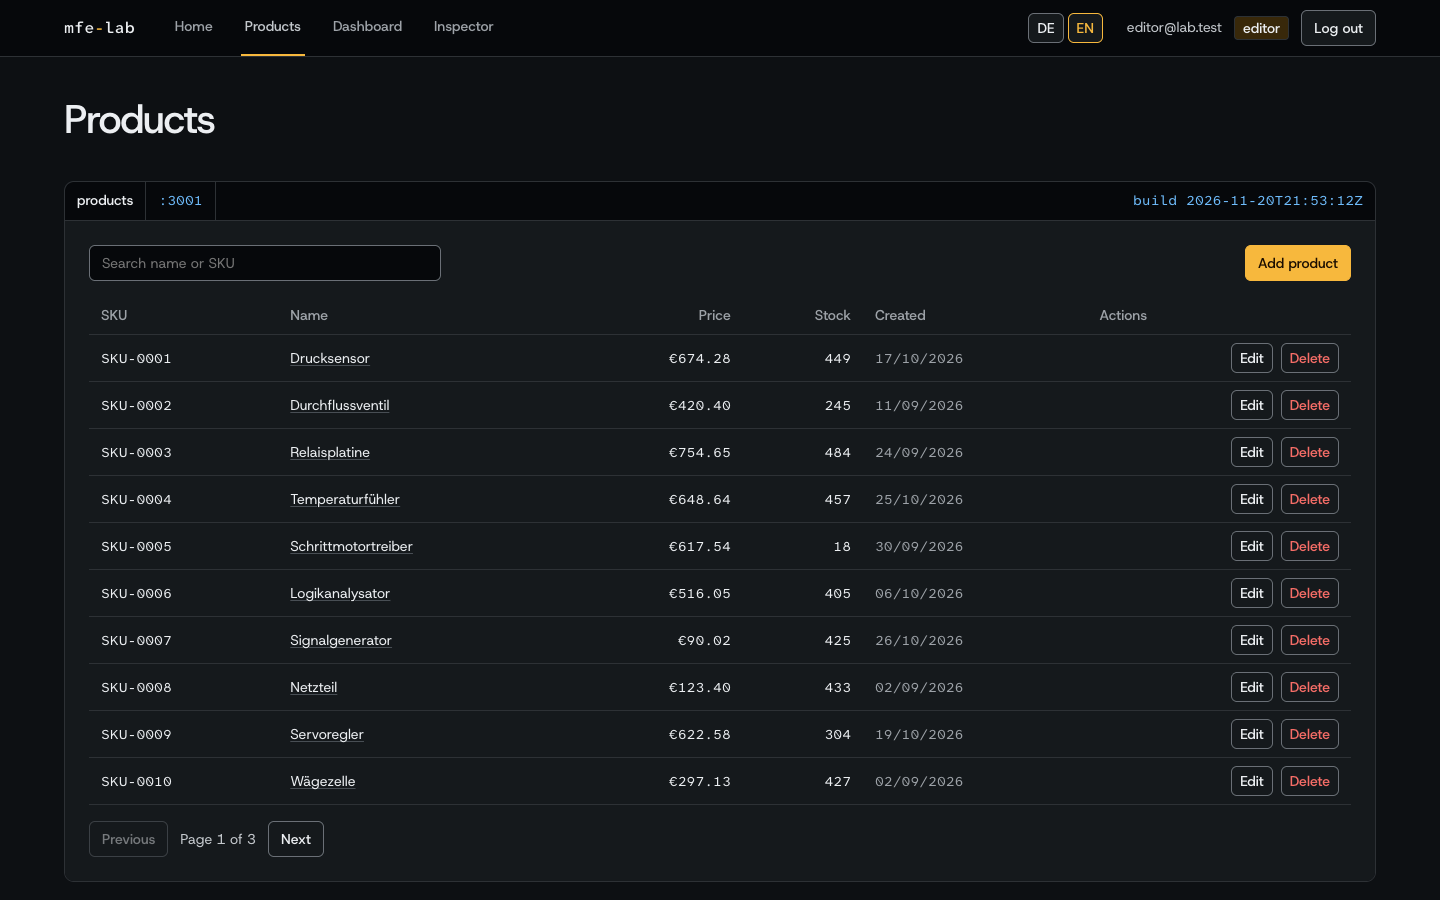 mfe-lab Home Products Dashboard Inspector DE EN editor@lab.test editor Log out
Products
products :3001 build 2026-11-20T21:53:12Z
Search name or SKU Add product
SKU Name Price Stock Created Actions
SKU-0001 Drucksensor €674.28 449 17/10/2026 Edit Delete
SKU-0002 Durchflussventil €420.40 245 11/09/2026 Edit Delete
SKU-0003 Relaisplatine €754.65 484 24/09/2026 Edit Delete
SKU-0004 Temperaturfühler €648.64 457 25/10/2026 Edit Delete
SKU-0005 Schrittmotortreiber €617.54 18 30/09/2026 Edit Delete
SKU-0006 Logikanalysator €516.05 405 06/10/2026 Edit Delete
SKU-0007 Signalgenerator €90.02 425 26/10/2026 Edit Delete
SKU-0008 Netzteil €123.40 433 02/09/2026 Edit Delete
SKU-0009 Servoregler €622.58 304 19/10/2026 Edit Delete
SKU-0010 Wägezelle €297.13 427 02/09/2026 Edit Delete
Previous Page 1 of 3 Next